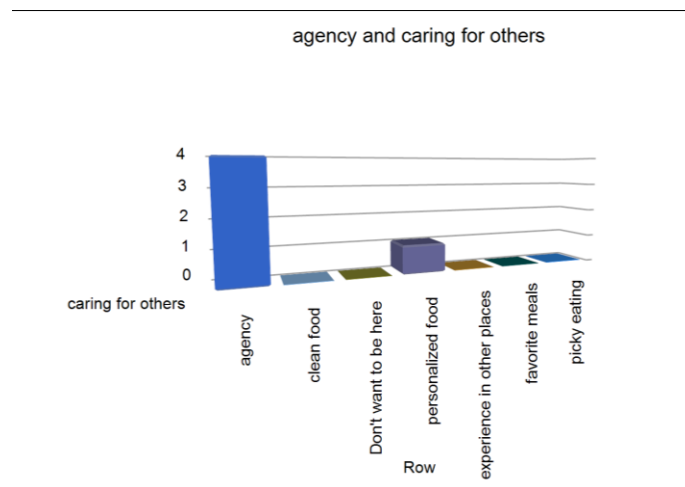 agency and caring for others
4
3
2
1
0
caring for others
agency
clean food
Don't want to be here
personalized food
experience in other places
favorite meals
picky eating
Row